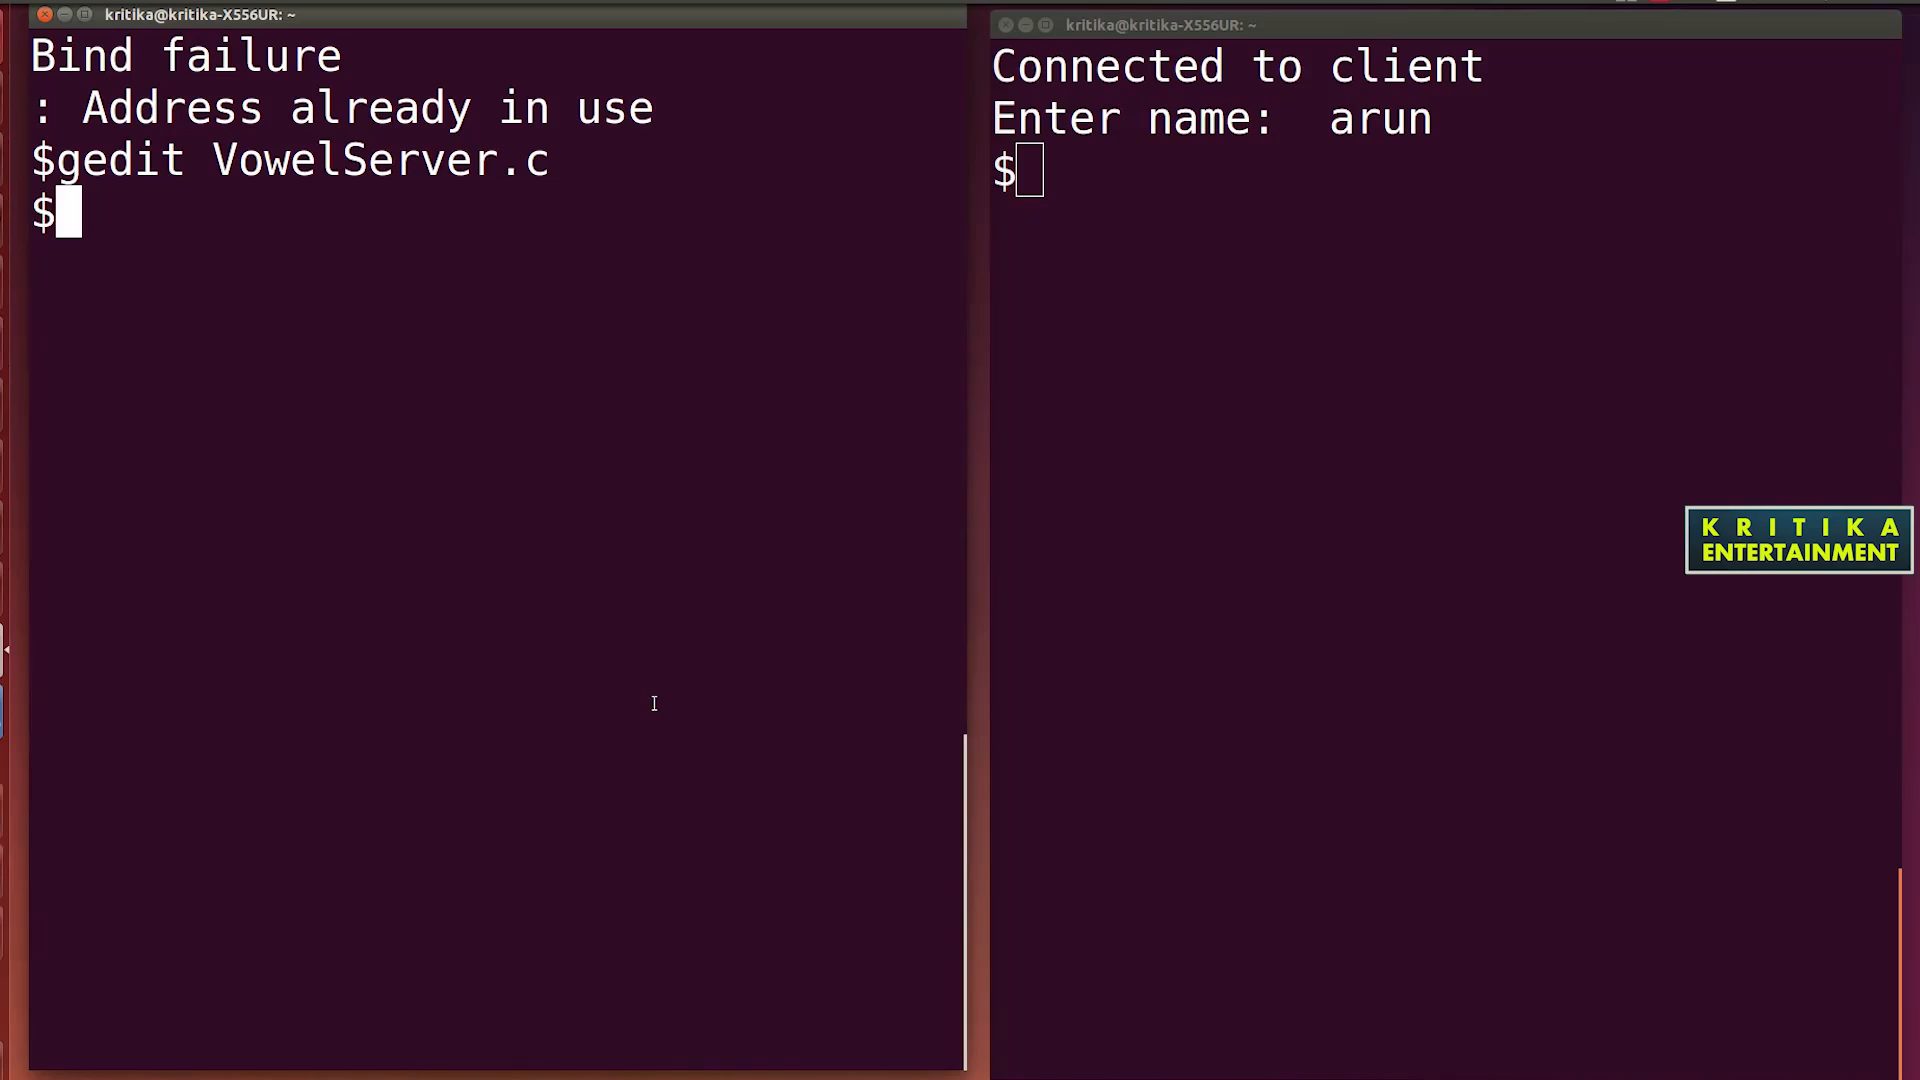 kritika@kritika-X556UR: ~
Bind failure
: Address already in use
$gedit VowelServer.c
$
kritika@kritika-X556UR: ~
Connected to client
Enter name:  arun
$
KRITIKA
ENTERTAINMENT